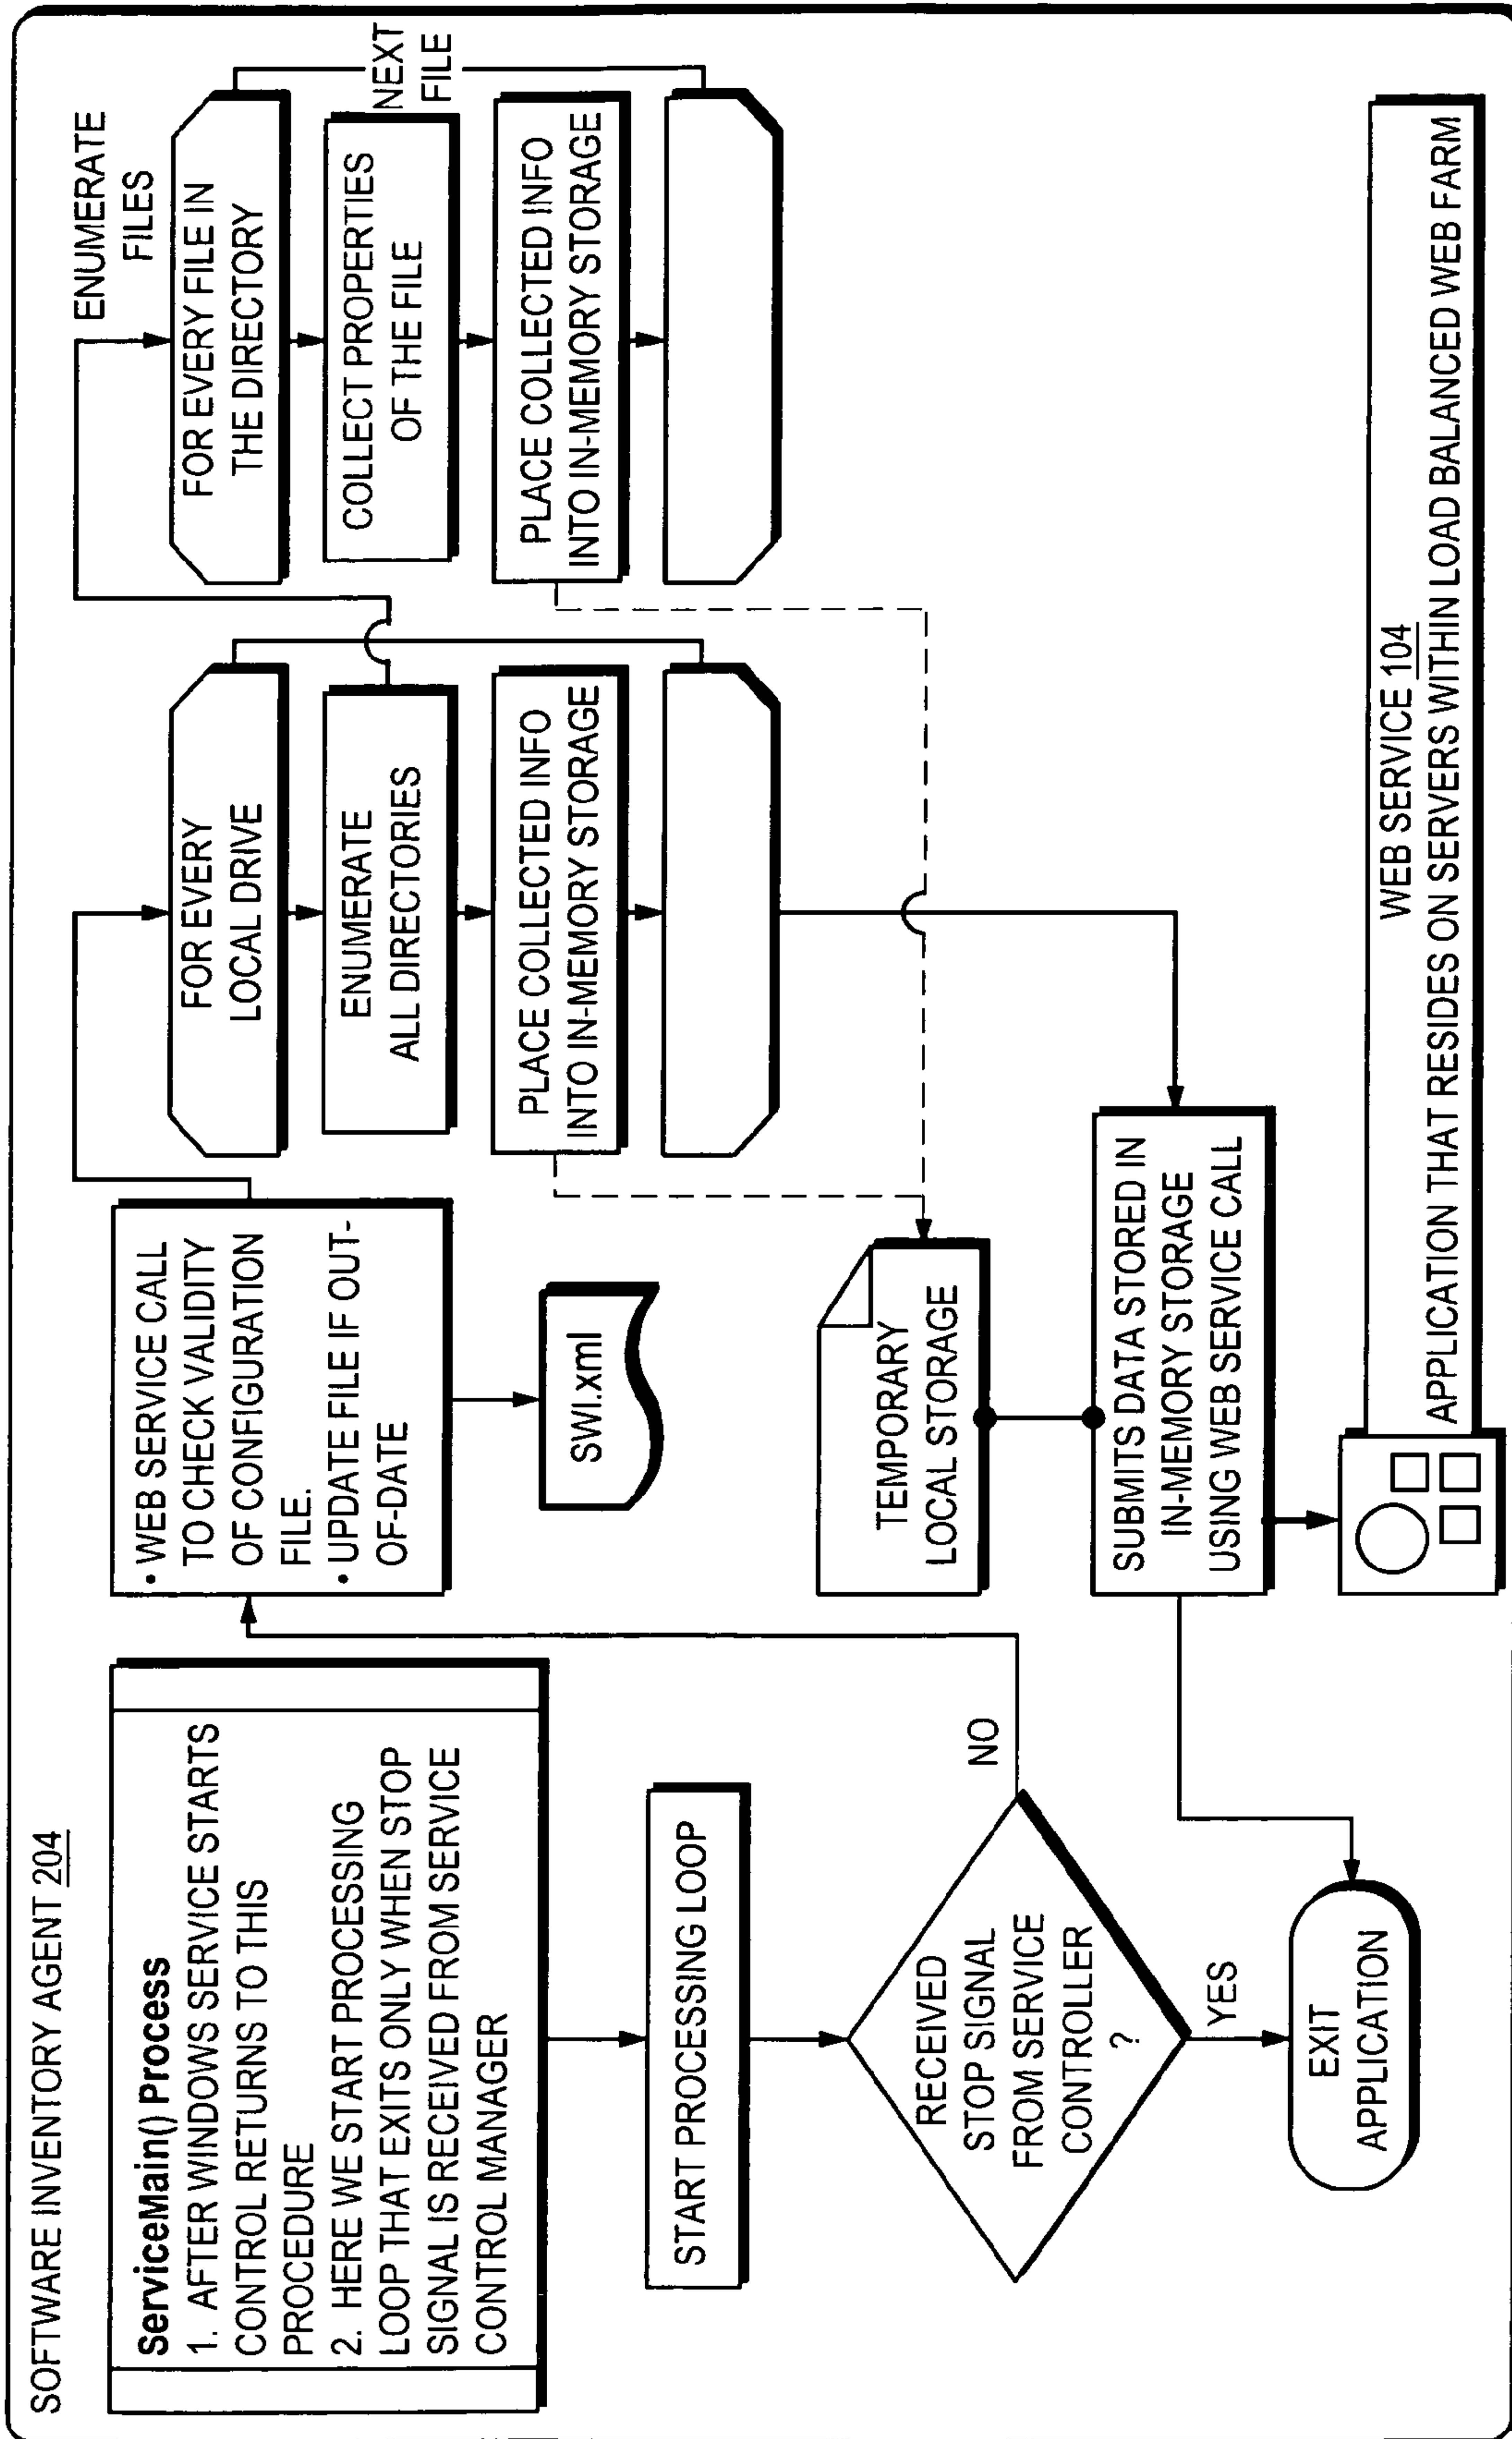 SOFTWARE INVENTORY AGENT 204
ServiceMain() Process
1. AFTER WINDOWS SERVICE STARTS
CONTROL RETURNS TO THIS
PROCEDURE
2. HERE WE START PROCESSING
LOOP THAT EXITS ONLY WHEN STOP
SIGNAL IS RECEIVED FROM SERVICE
CONTROL MANAGER
START PROCESSING LOOP
RECEIVED
STOP SIGNAL
FROM SERVICE
CONTROLLER
?
NO
YES
EXIT
APPLICATION
• WEB SERVICE CALL
TO CHECK VALIDITY
OF CONFIGURATION
FILE.
• UPDATE FILE IF OUT-
OF-DATE
SWI.xml
TEMPORARY
LOCAL STORAGE
SUBMITS DATA STORED IN
IN-MEMORY STORAGE
USING WEB SERVICE CALL
FOR EVERY
LOCAL DRIVE
ENUMERATE
ALL DIRECTORIES
PLACE COLLECTED INFO
INTO IN-MEMORY STORAGE
ENUMERATE
FILES
FOR EVERY FILE IN
THE DIRECTORY
COLLECT PROPERTIES
OF THE FILE
NEXT
FILE
PLACE COLLECTED INFO
INTO IN-MEMORY STORAGE
WEB SERVICE 104
APPLICATION THAT RESIDES ON SERVERS WITHIN LOAD BALANCED WEB FARM